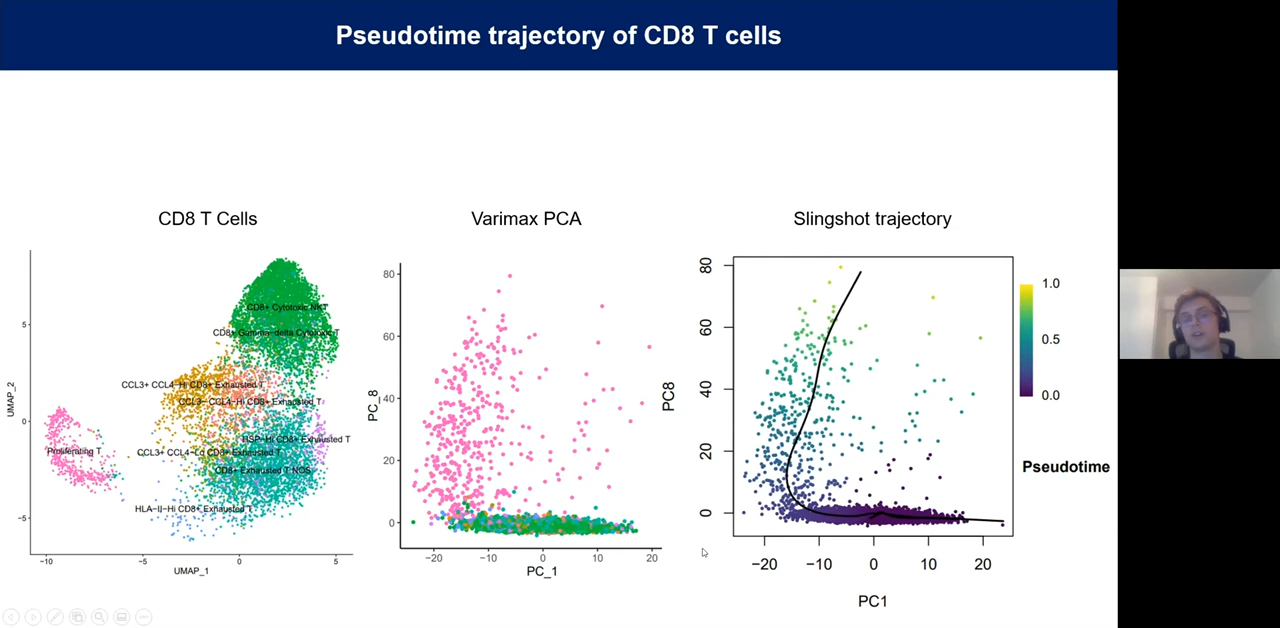 Pseudotime trajectory of CD8 T cells
CD8 T Cells
Varimax PCA
Slingshot trajectory
CD8+ Cytotoxic NKT
CD8+ Gamma-delta Cytotoxic T
CCL3+ CCL4-Hi CD8+ Exhausted T
CCL3- CCL4-Hi CD8+ Exhausted T
HSP-Hi CD8+ Exhausted T
Proliferating T
CCL3+ CCL4-Lo CD8+ Exhausted T
CD8+ Exhausted T NOS
HLA-II-Hi CD8+ Exhausted T
UMAP_2
5
0
−5
−10
−5
0
5
UMAP_1
PC_8
80
60
40
20
0
−20
−10
0
10
20
PC_1
PC8
80
60
40
20
0
−20
−10
0
10
20
PC1
1.0
0.5
0.0
Pseudotime